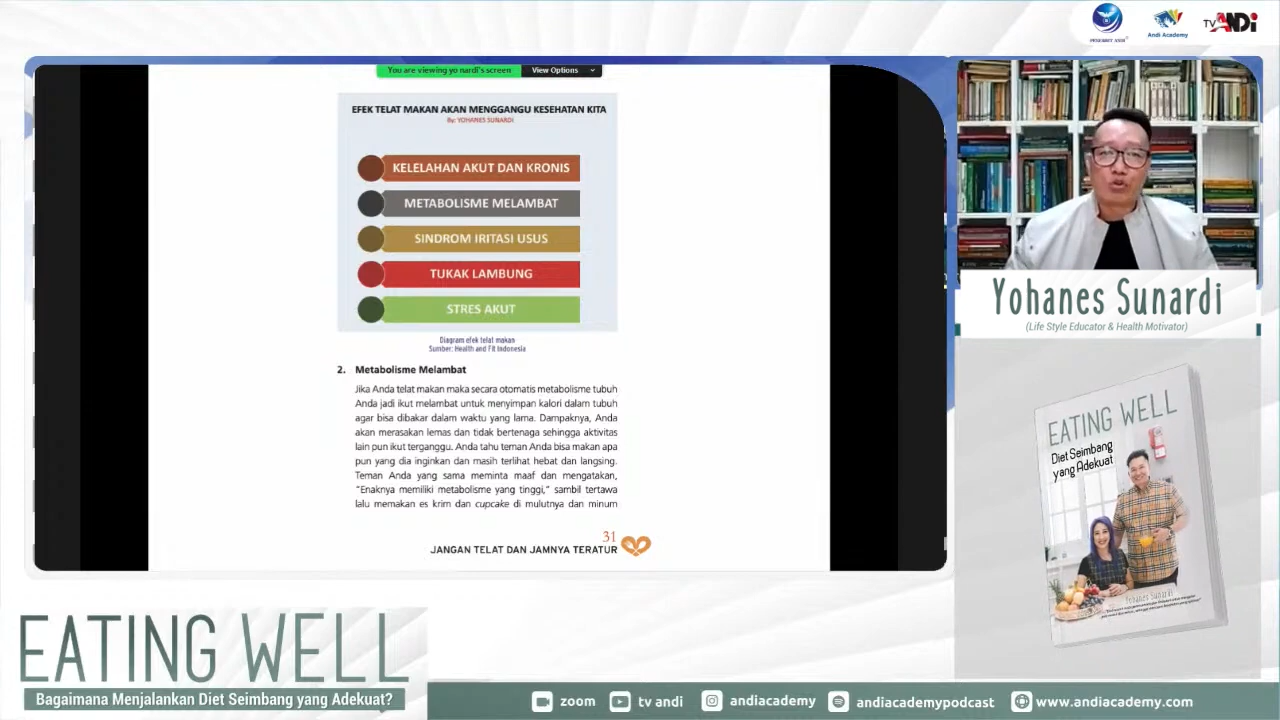 PENERBIT ANDI
Andi Academy
TV ANDi
You are viewing yo nardi's screen
View Options
EFEK TELAT MAKAN AKAN MENGGANGU KESEHATAN KITA
By: YOHANES SUNARDI
KELELAHAN AKUT DAN KRONIS
METABOLISME MELAMBAT
SINDROM IRITASI USUS
TUKAK LAMBUNG
STRES AKUT
Diagram efek telat makan
Sumber: Health and Fit Indonesia
2. Metabolisme Melambat
Jika Anda telat makan maka secara otomatis metabolisme tubuh
Anda jadi ikut melambat untuk menyimpan kalori dalam tubuh
agar bisa dibakar dalam waktu yang lama. Dampaknya, Anda
akan merasakan lemas dan tidak bertenaga sehingga aktivitas
lain pun ikut terganggu. Anda tahu teman Anda bisa makan apa
pun yang dia inginkan dan masih terlihat hebat dan langsing.
Teman Anda yang sama meminta maaf dan mengatakan,
“Enaknya memiliki metabolisme yang tinggi,” sambil tertawa
lalu memakan es krim dan cupcake di mulutnya dan minum
31
JANGAN TELAT DAN JAMNYA TERATUR
Yohanes Sunardi
(Life Style Educator & Health Motivator)
EATING WELL
Diet Seimbang
yang Adekuat
Yohanes Sunardi
EATING WELL
Bagaimana Menjalankan Diet Seimbang yang Adekuat?
zoom
tv andi
andiacademy
andiacademypodcast
www.andiacademy.com